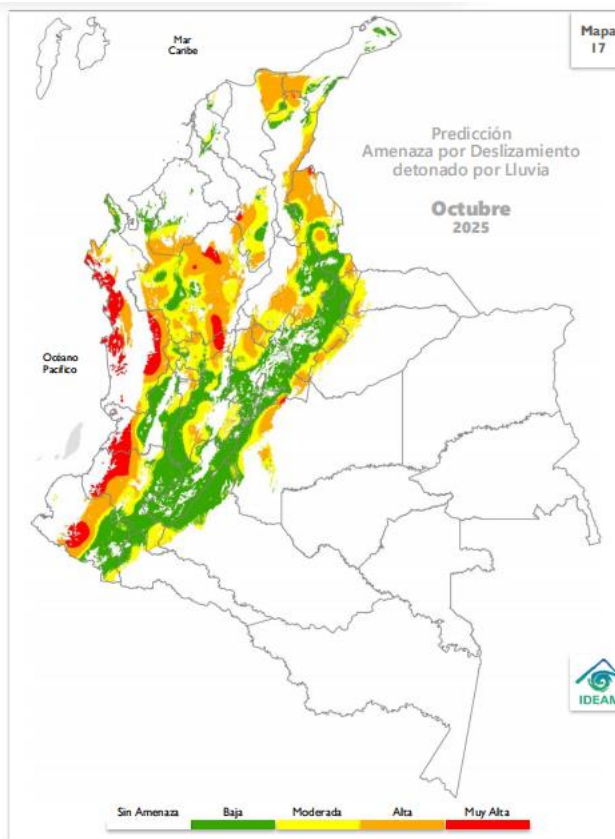 Mar
Caribe
Mapa
17
Predicción
Amenaza por Deslizamiento
detonado por Lluvia
Octubre
2025
Océano
Pacífico
IDEAM
Sin Amenaza Baja Moderada Alta Muy Alta